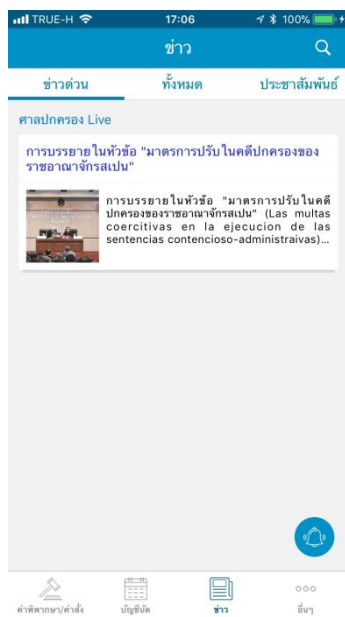 TRUE-H 17:06 100%
ข่าว
ข่าวด่วน ทั้งหมด ประชาสัมพันธ์
ศาลปกครอง Live
การบรรยายในหัวข้อ "มาตรการปรับในคดีปกครองของ
ราชอาณาจักรสเปน"
การบรรยายในหัวข้อ "มาตรการปรับในคดี
ปกครองของราชอาณาจักรสเปน" (Las multas
coercitivas en la ejecucion de las
sentencias contencioso-administraivas)...
คำพิพากษา/คำสั่ง บัญชีนัด ข่าว อื่นๆ